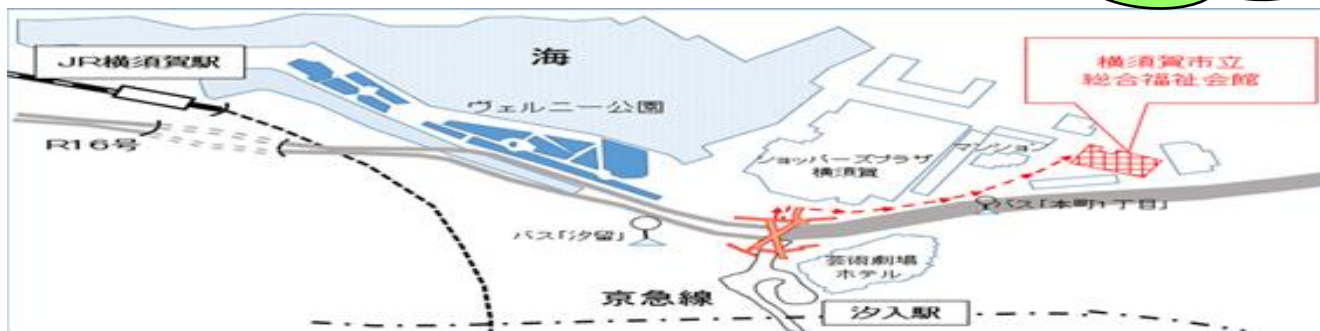 JR横須賀駅
海
横須賀市立
総合福祉会館
ヴェルニー公園
R16号
ショッパーズプラザ
横須賀
マンション
バス「汐留」
バス「本町1丁目」
芸術劇場
ホテル
京急線
汐入駅